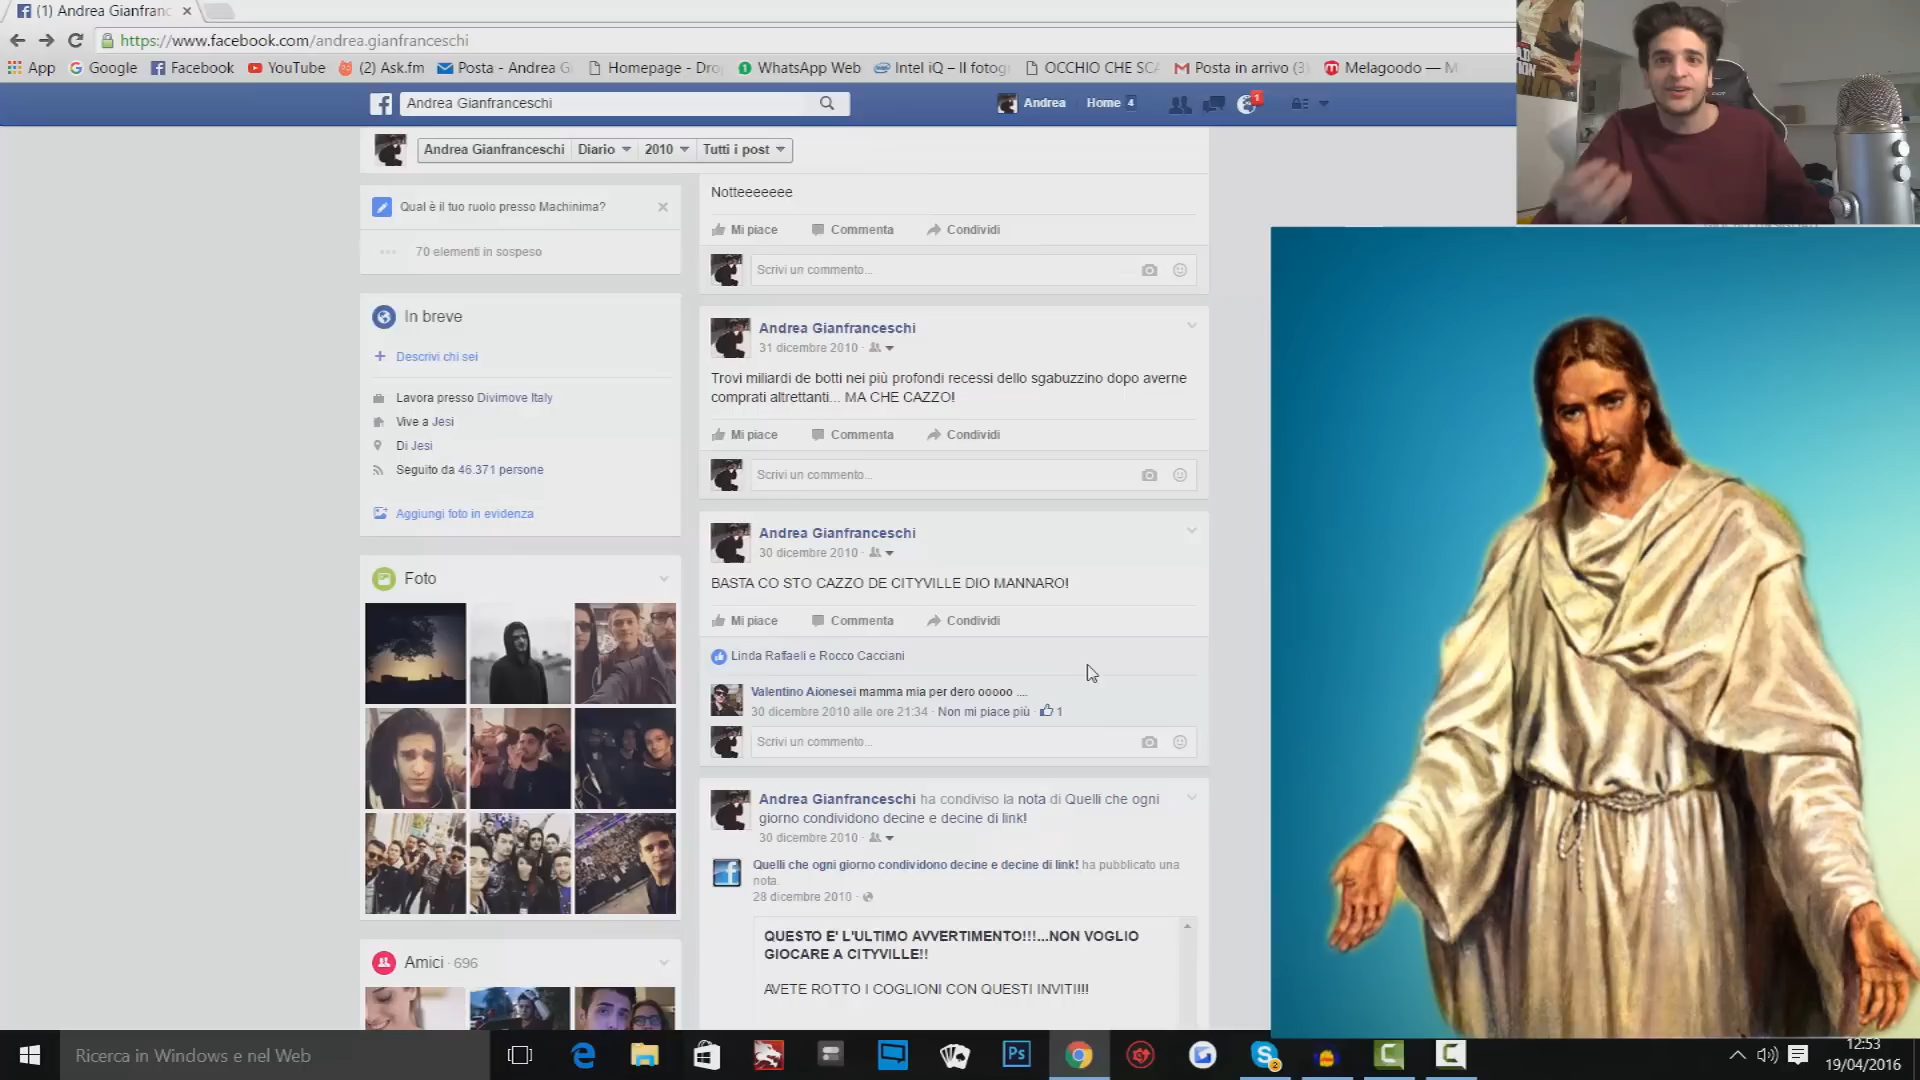 (1) Andrea Gianfranc
https://www.facebook.com/andrea.gianfranceschi
App Google Facebook YouTube (2) Ask.fm Posta - Andrea G Homepage - Dro WhatsApp Web Intel iQ – Il fotog OCCHIO CHE SCA Posta in arrivo (3 Melagoodo — M
Andrea Gianfranceschi Andrea Home 4 1
Andrea Gianfranceschi Diario 2010 Tutti i post
Qual è il tuo ruolo presso Machinima?
70 elementi in sospeso
In breve
Descrivi chi sei
Lavora presso Divimove Italy
Vive a Jesi
Di Jesi
Seguito da 46.371 persone
Aggiungi foto in evidenza
Foto
Amici · 696
Notteeeeeee
Mi piace Commenta Condividi
Scrivi un commento...
Andrea Gianfranceschi
31 dicembre 2010 ·
Trovi miliardi de botti nei più profondi recessi dello sgabuzzino dopo averne
comprati altrettanti... MA CHE CAZZO!
Mi piace Commenta Condividi
Scrivi un commento...
Andrea Gianfranceschi
30 dicembre 2010 ·
BASTA CO STO CAZZO DE CITYVILLE DIO MANNARO!
Mi piace Commenta Condividi
Linda Raffaeli e Rocco Cacciani
Valentino Aionesei mamma mia per dero ooooo ....
30 dicembre 2010 alle ore 21:34 · Non mi piace più · 1
Scrivi un commento...
Andrea Gianfranceschi ha condiviso la nota di Quelli che ogni
giorno condividono decine e decine di link!
30 dicembre 2010 ·
Quelli che ogni giorno condividono decine e decine di link! ha pubblicato una
nota.
28 dicembre 2010 ·
QUESTO E' L'ULTIMO AVVERTIMENTO!!!...NON VOGLIO
GIOCARE A CITYVILLE!!
AVETE ROTTO I COGLIONI CON QUESTI INVITI!!!
Ricerca in Windows e nel Web
Ps
2
12:53
19/04/2016